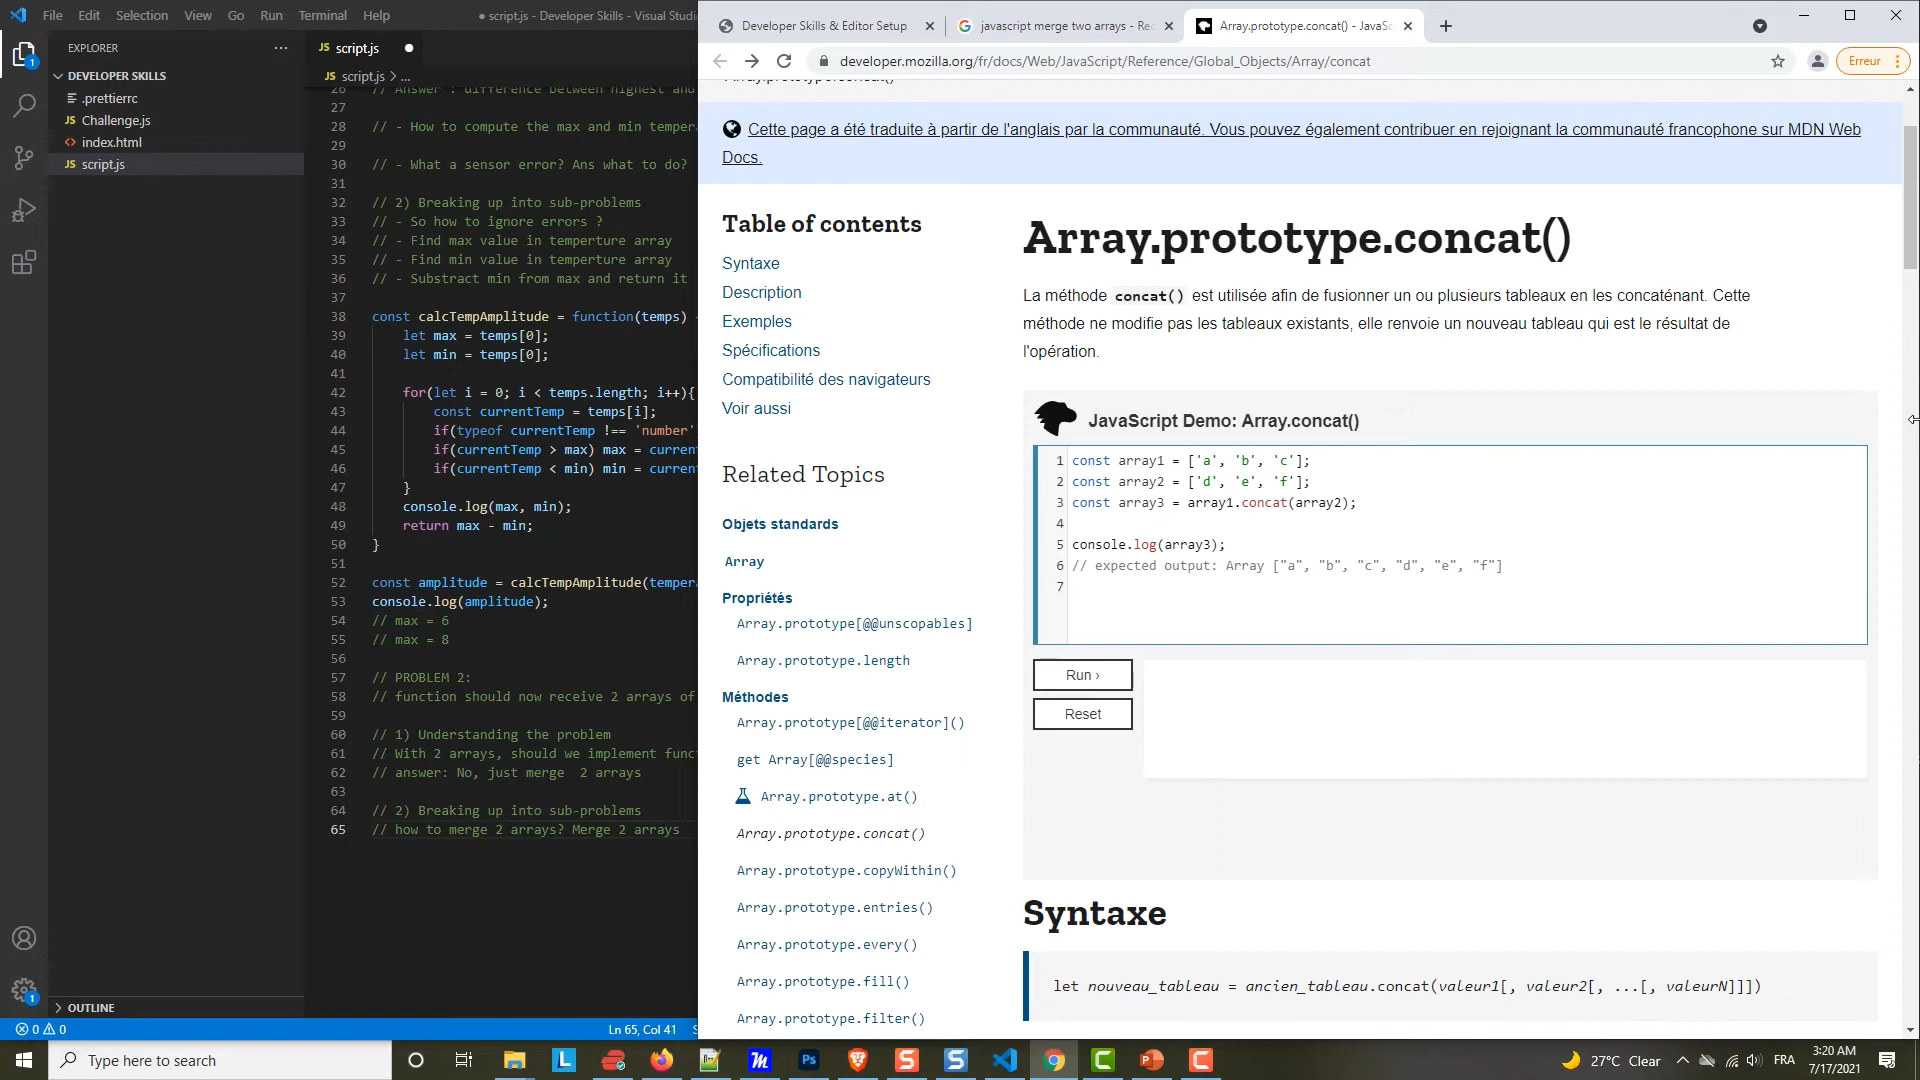 File Edit Selection View Go Run Terminal Help
● script.js - Developer Skills - Visual Studi
EXPLORER
DEVELOPER SKILLS
.prettierrc
JS Challenge.js
<> index.html
JS script.js
OUTLINE
JS script.js ●
JS script.js > ...
27
28 // - How to compute the max and min tempera
29
30 // - What a sensor error? Ans what to do?
31
32 // 2) Breaking up into sub-problems
33 // - So how to ignore errors ?
34 // - Find max value in temperture array
35 // - Find min value in temperture array
36 // - Substract min from max and return it
37
38 const calcTempAmplitude = function(temps)
39 let max = temps[0];
40 let min = temps[0];
41
42 for(let i = 0; i < temps.length; i++){
43 const currentTemp = temps[i];
44 if(typeof currentTemp !== 'number'
45 if(currentTemp > max) max = curren
46 if(currentTemp < min) min = curren
47 }
48 console.log(max, min);
49 return max - min;
50 }
51
52 const amplitude = calcTempAmplitude(temper
53 console.log(amplitude);
54 // max = 6
55 // max = 8
56
57 // PROBLEM 2:
58 // function should now receive 2 arrays of
59
60 // 1) Understanding the problem
61 // With 2 arrays, should we implement func
62 // answer: No, just merge  2 arrays
63
64 // 2) Breaking up into sub-problems
65 // how to merge 2 arrays? Merge 2 arrays
0 0
Ln 65, Col 41
Developer Skills & Editor Setup
javascript merge two arrays - Rec
Array.prototype.concat() - JavaSc
developer.mozilla.org/fr/docs/Web/JavaScript/Reference/Global_Objects/Array/concat
Erreur
Cette page a été traduite à partir de l'anglais par la communauté. Vous pouvez également contribuer en rejoignant la communauté francophone sur MDN Web
Docs.
Table of contents
Syntaxe
Description
Exemples
Spécifications
Compatibilité des navigateurs
Voir aussi
Related Topics
Objets standards
Array
Propriétés
Array.prototype[@@unscopables]
Array.prototype.length
Méthodes
Array.prototype[@@iterator]()
get Array[@@species]
Array.prototype.at()
Array.prototype.concat()
Array.prototype.copyWithin()
Array.prototype.entries()
Array.prototype.every()
Array.prototype.fill()
Array.prototype.filter()
Array.prototype.concat()
La méthode concat() est utilisée afin de fusionner un ou plusieurs tableaux en les concaténant. Cette
méthode ne modifie pas les tableaux existants, elle renvoie un nouveau tableau qui est le résultat de
l'opération.
JavaScript Demo: Array.concat()
1 const array1 = ['a', 'b', 'c'];
2 const array2 = ['d', 'e', 'f'];
3 const array3 = array1.concat(array2);
4
5 console.log(array3);
6 // expected output: Array ["a", "b", "c", "d", "e", "f"]
7
Run ›
Reset
Syntaxe
let nouveau_tableau = ancien_tableau.concat(valeur1[, valeur2[, ...[, valeurN]]])
Type here to search
27°C Clear
FRA
3:20 AM
7/17/2021